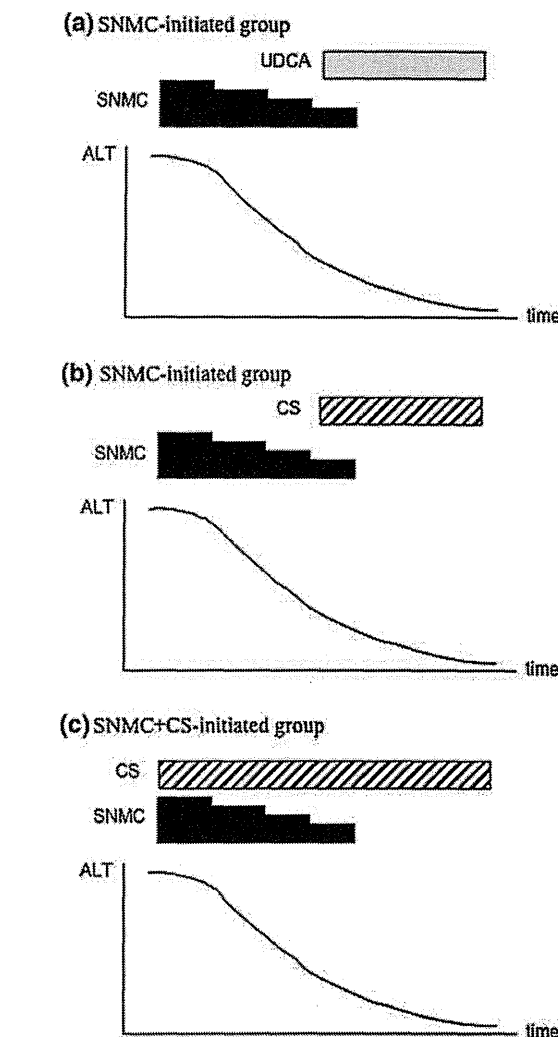 (a) SNMC-initiated group
UDCA
SNMC
ALT
time
(b) SNMC-initiated group
CS
SNMC
ALT
time
(c) SNMC+CS-initiated group
CS
SNMC
ALT
time